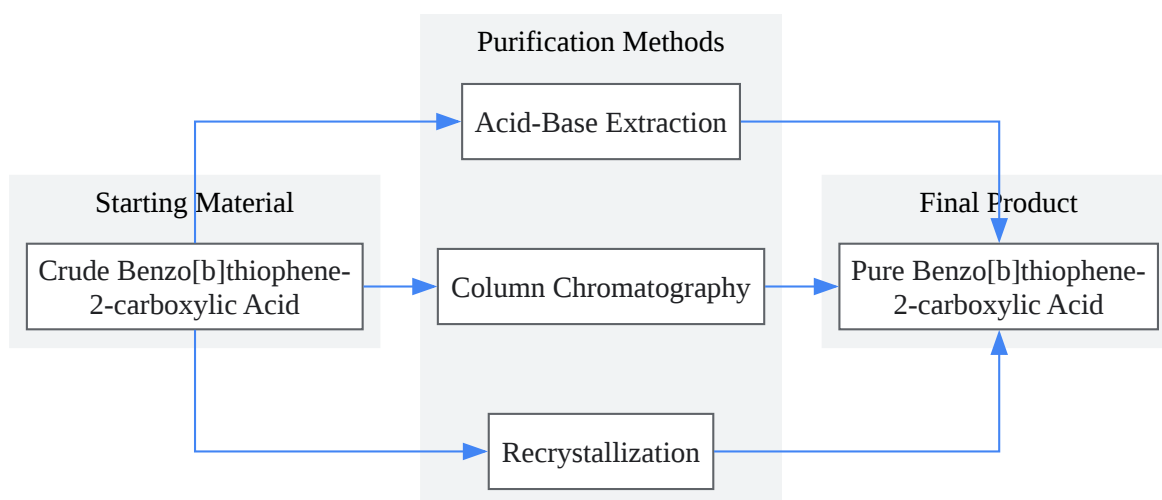 Purification Methods
Acid-Base Extraction
Starting Material
Crude Benzo[b]thiophene-
2-carboxylic Acid
Column Chromatography
Final Product
Pure Benzo[b]thiophene-
2-carboxylic Acid
Recrystallization